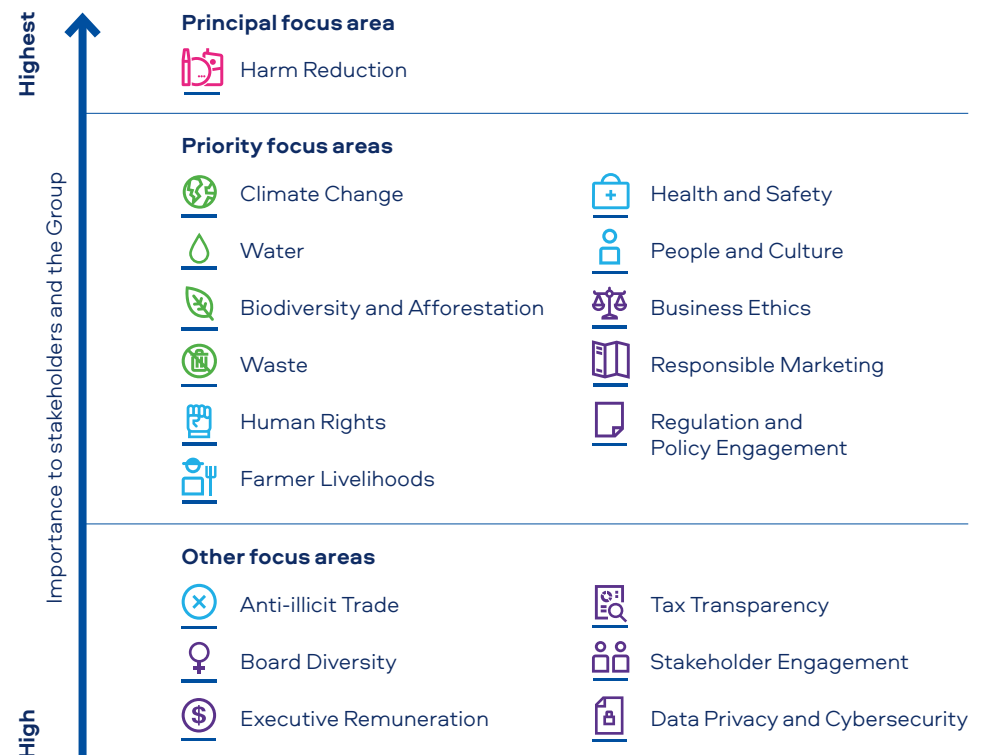 Highest
Importance to stakeholders and the Group
High
Principal focus area
Harm Reduction
Priority focus areas
Climate Change
Water
Biodiversity and Afforestation
Waste
Human Rights
Farmer Livelihoods
Health and Safety
People and Culture
Business Ethics
Responsible Marketing
Regulation and
Policy Engagement
Other focus areas
Anti-illicit Trade
Board Diversity
$
Executive Remuneration
Tax Transparency
Stakeholder Engagement
Data Privacy and Cybersecurity